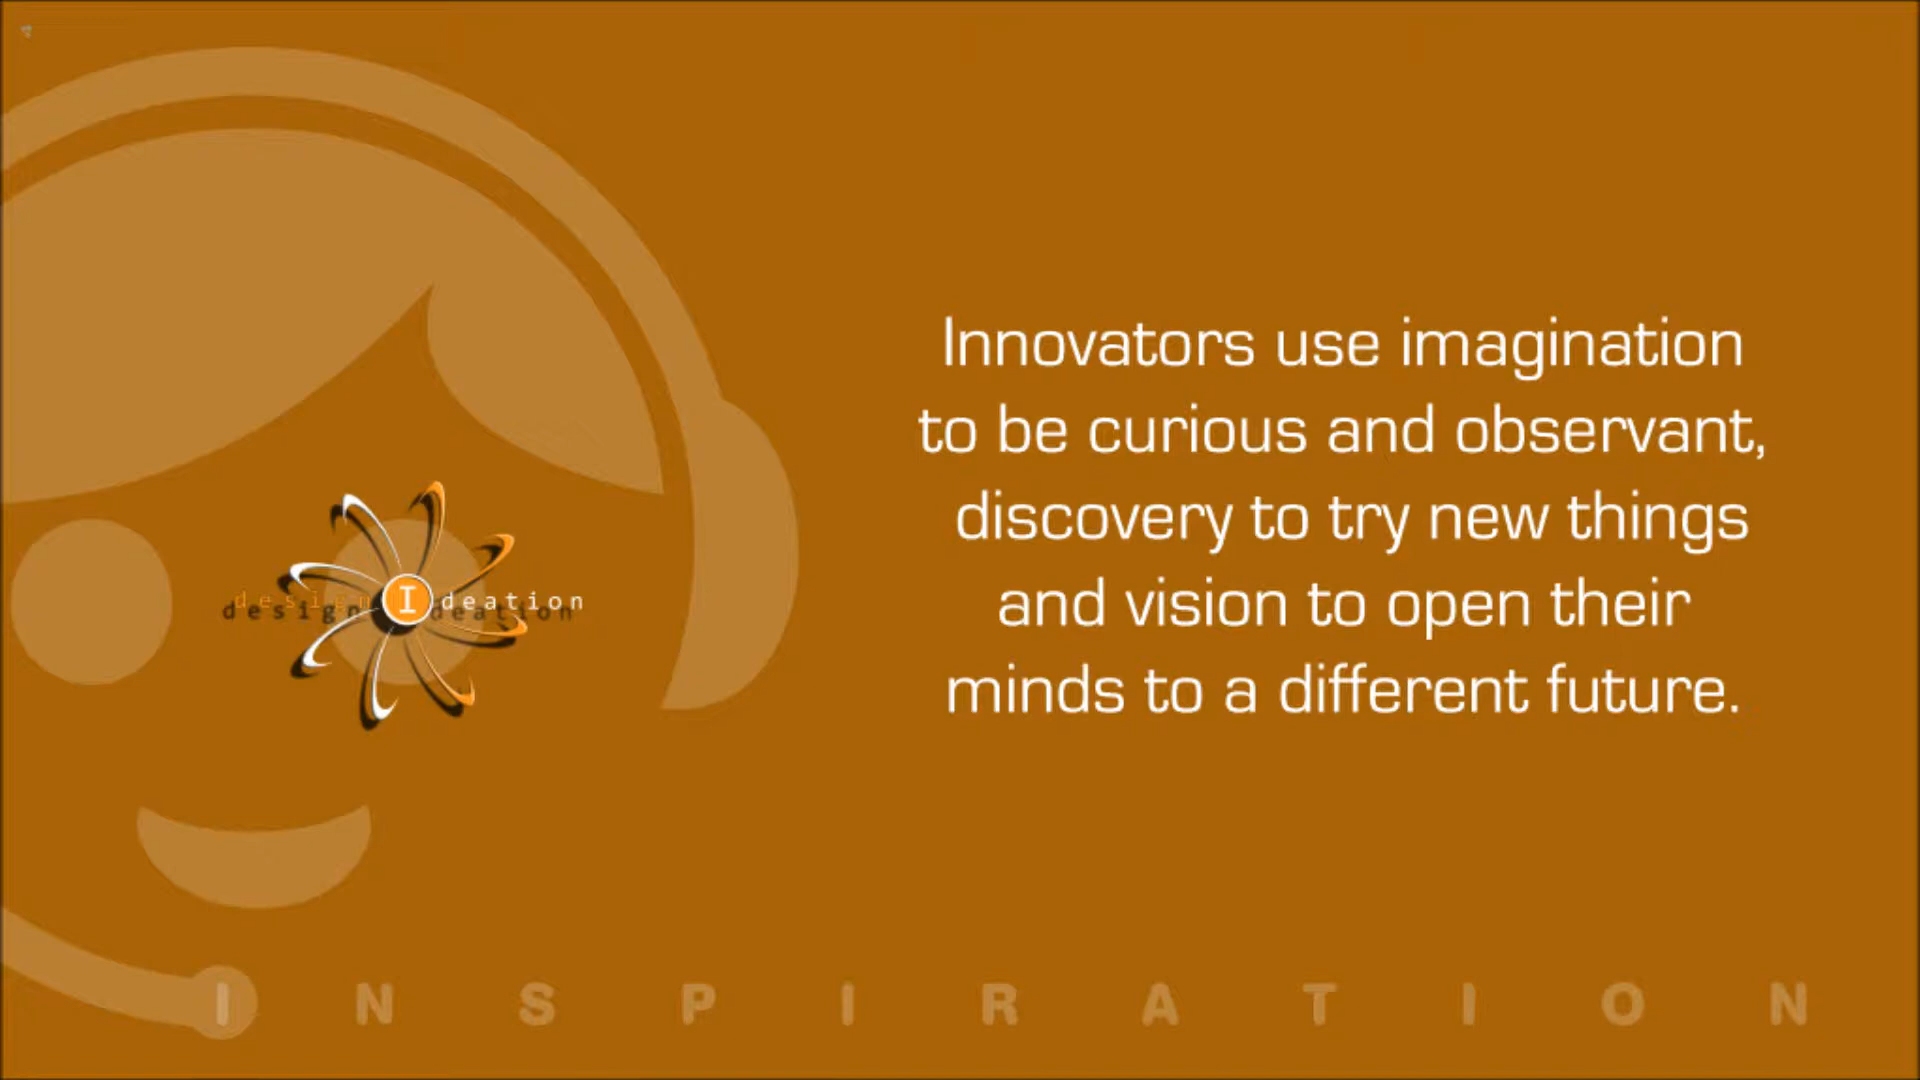 Innovators use imagination
to be curious and observant,
discovery to try new things
and vision to open their
minds to a different future.
design Ideation
INSPIRATION